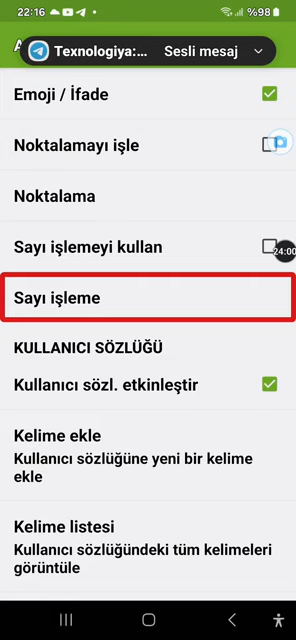 22:16
%98
Texnologiya:... Sesli mesaj
Emoji / İfade
Noktalamayı işle
Noktalama
Sayı işlemeyi kullan
24:00
Sayı işleme
KULLANICI SÖZLÜĞÜ
Kullanıcı sözl. etkinleştir
Kelime ekle
Kullanıcı sözlüğüne yeni bir kelime
ekle
Kelime listesi
Kullanıcı sözlüğündeki tüm kelimeleri
görüntüle